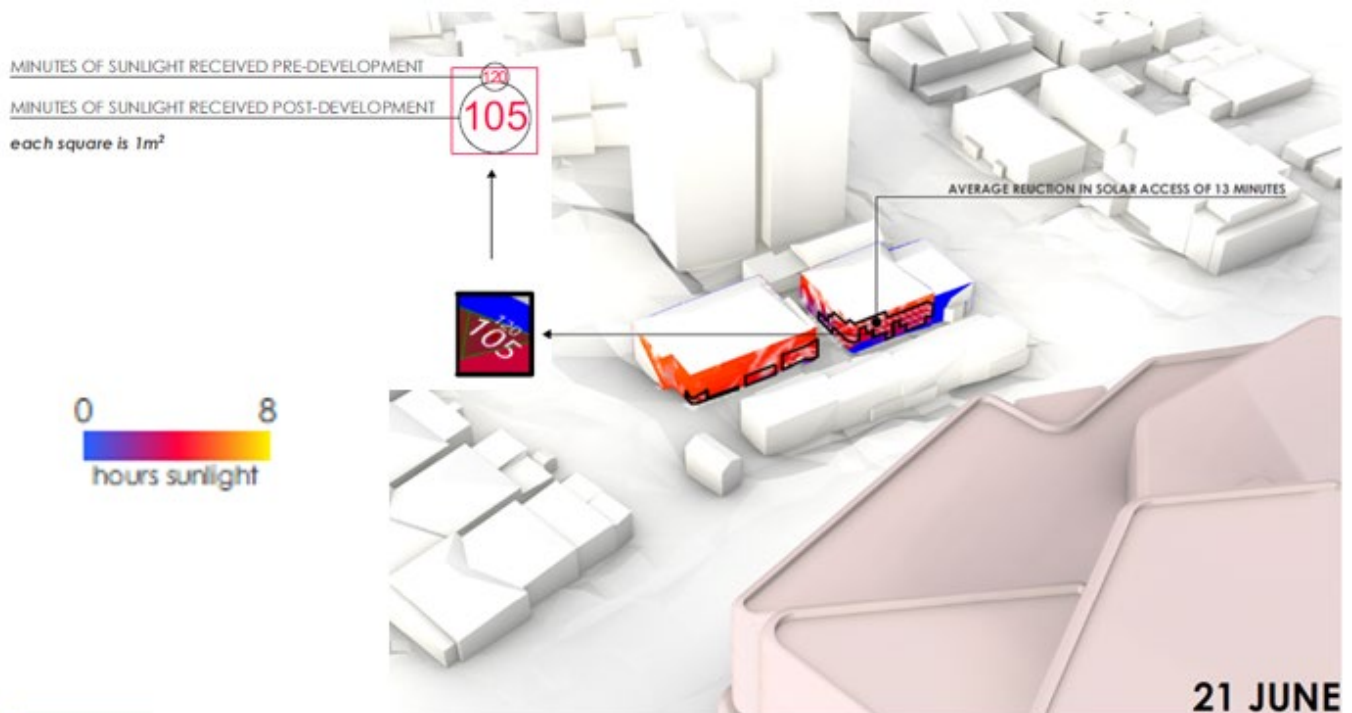 MINUTES OF SUNLIGHT RECEIVED PRE-DEVELOPMENT
120
MINUTES OF SUNLIGHT RECEIVED POST-DEVELOPMENT
105
each square is 1m²
AVERAGE REUCTION IN SOLAR ACCESS OF 13 MINUTES
120
105
0 8
hours sunlight
21 JUNE